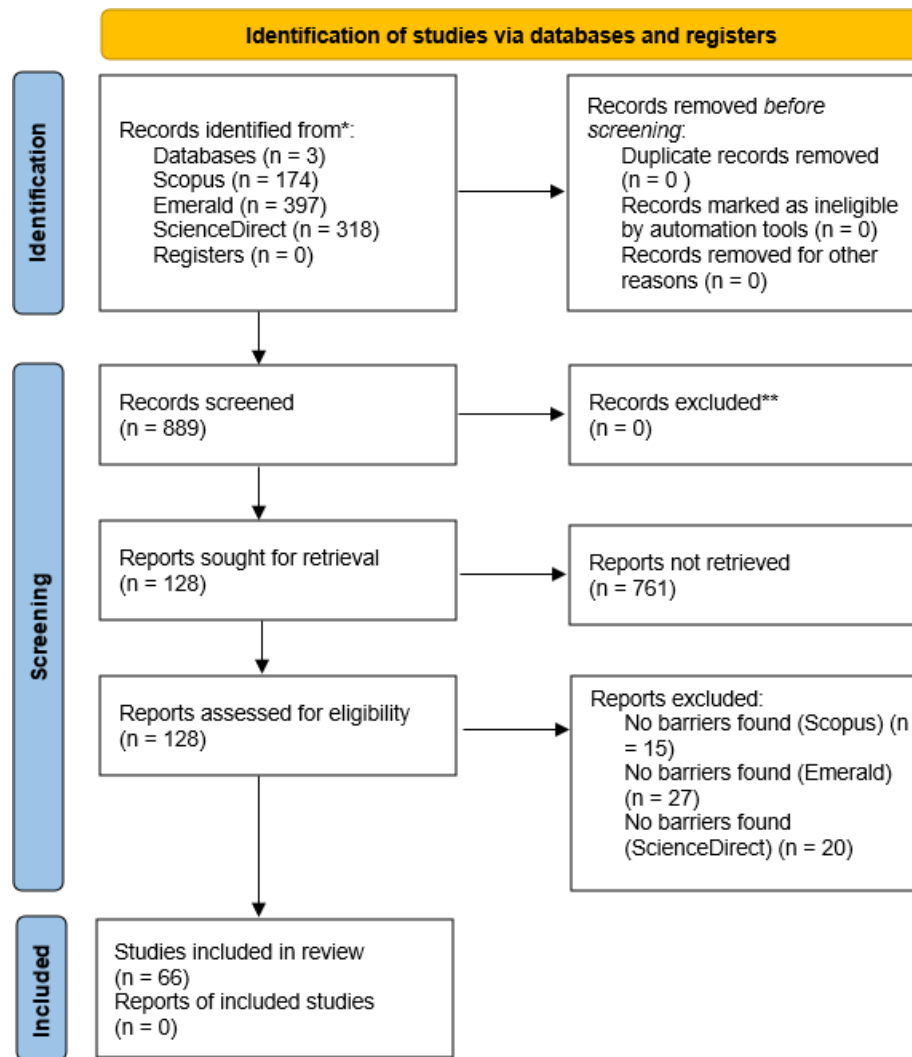 Identification of studies via databases and registers
Identification
Records identified from*:
Databases (n = 3)
Scopus (n = 174)
Emerald (n = 397)
ScienceDirect (n = 318)
Registers (n = 0)
Records removed before
screening:
Duplicate records removed
(n = 0 )
Records marked as ineligible
by automation tools (n = 0)
Records removed for other
reasons (n = 0)
Screening
Records screened
(n = 889)
Records excluded**
(n = 0)
Reports sought for retrieval
(n = 128)
Reports not retrieved
(n = 761)
Reports assessed for eligibility
(n = 128)
Reports excluded:
No barriers found (Scopus) (n
= 15)
No barriers found (Emerald)
(n = 27)
No barriers found
(ScienceDirect) (n = 20)
Included
Studies included in review
(n = 66)
Reports of included studies
(n = 0)